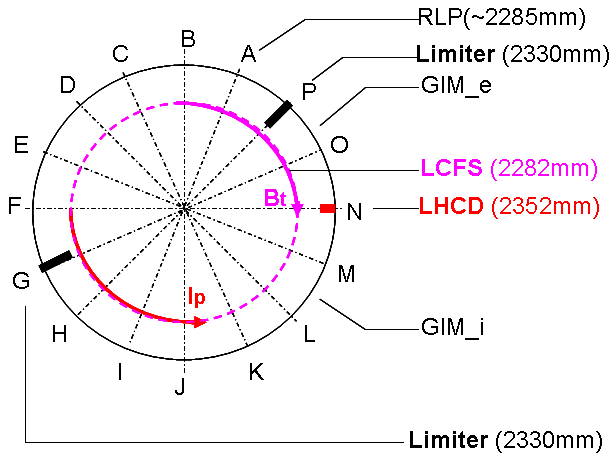 RLP(~2285mm)
B
C
A
Limiter (2330mm)
D
P
GIM_e
E
O
LCFS (2282mm)
Bt
F
N
LHCD (2352mm)
G
M
Ip
H
L
GIM_i
I
K
J
Limiter (2330mm)